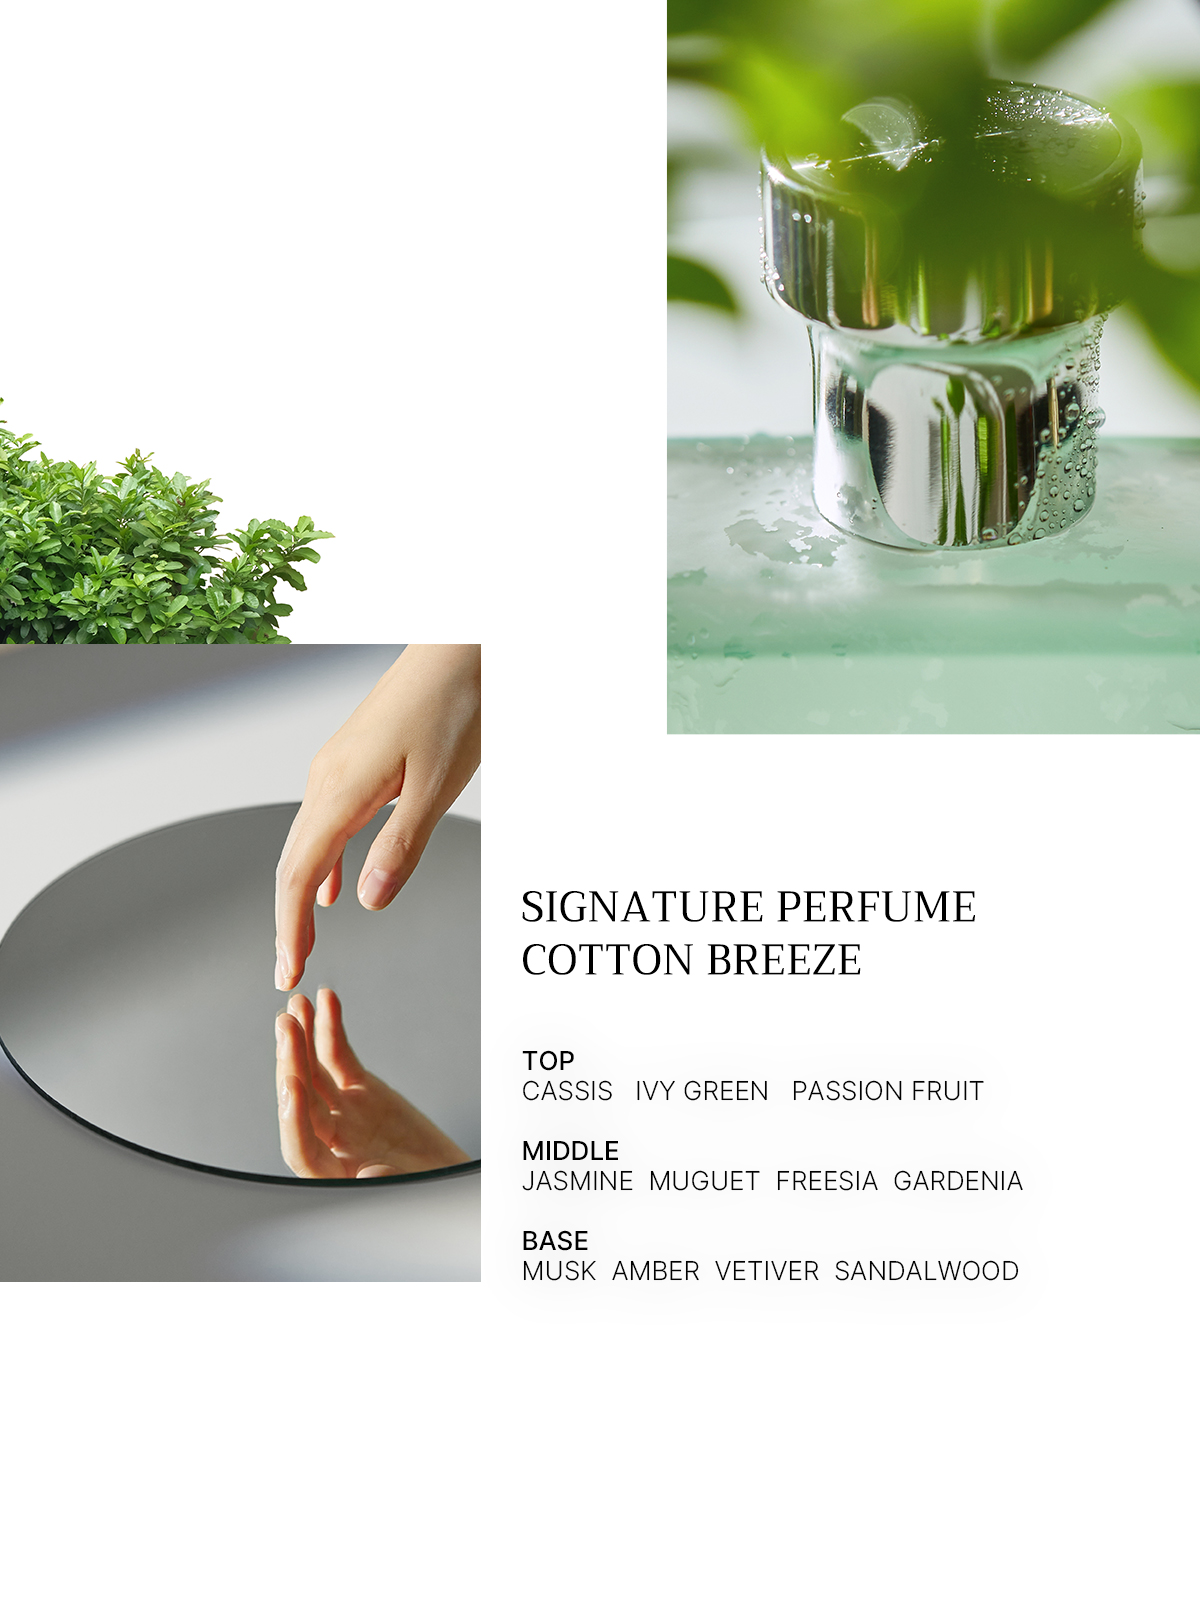 SIGNATURE PERFUME
COTTON BREEZE
TOP
CASSIS IVY GREEN PASSION FRUIT
MIDDLE
JASMINE MUGUET FREESIA GARDENIA
BASE
MUSK AMBER VETIVER SANDALWOOD